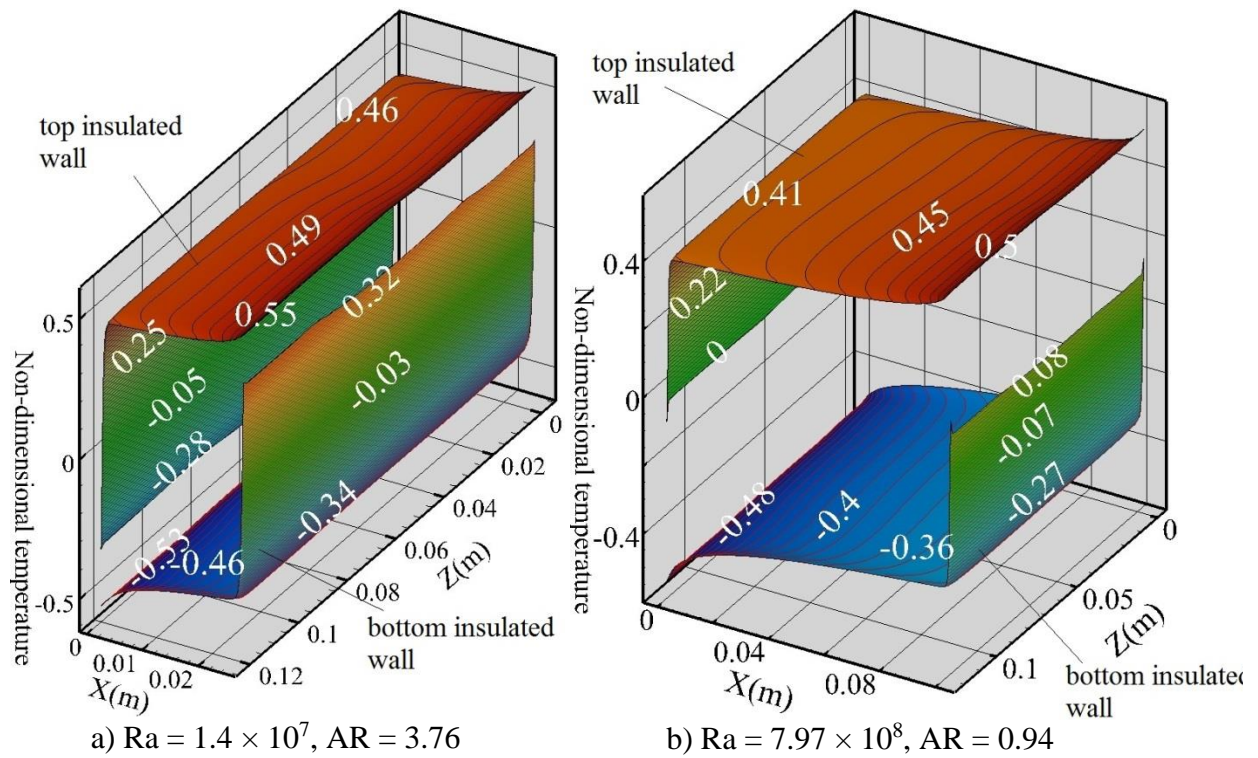 top insulated
wall
0.46
0.49
0.55
0.25
0.32
-0.05
-0.03
-0.28
-0.34
-0.53
-0.46
0.5
0
-0.5
Non-dimensional temperature
0
0.01
0.02
X(m)
0
0.02
0.04
0.06
0.08
0.1
0.12
Z(m)
bottom insulated
wall
a) Ra = 1.4 × 10⁷, AR = 3.76
top insulated
wall
0.41
0.45
0.5
0.22
0
0.08
-0.07
-0.27
-0.48
-0.4
-0.36
0.4
0
-0.4
Non-dimensional temperature
0
0.04
0.08
X(m)
0
0.05
0.1
Z(m)
bottom insulated
wall
b) Ra = 7.97 × 10⁸, AR = 0.94